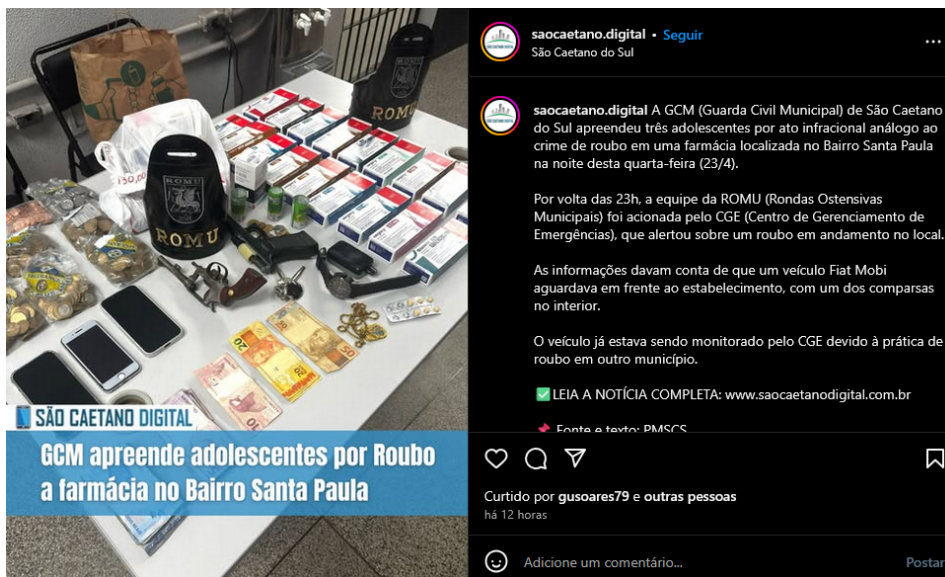 ROMU
ROMU
ROMU
ROMU
150,00
20
50
SÃO CAETANO DIGITAL
GCM apreende adolescentes por Roubo
a farmácia no Bairro Santa Paula
saocaetano.digital • Seguir
São Caetano do Sul
saocaetano.digital A GCM (Guarda Civil Municipal) de São Caetano
do Sul apreendeu três adolescentes por ato infracional análogo ao
crime de roubo em uma farmácia localizada no Bairro Santa Paula
na noite desta quarta-feira (23/4).
Por volta das 23h, a equipe da ROMU (Rondas Ostensivas
Municipais) foi acionada pelo CGE (Centro de Gerenciamento de
Emergências), que alertou sobre um roubo em andamento no local.
As informações davam conta de que um veículo Fiat Mobi
aguardava em frente ao estabelecimento, com um dos comparsas
no interior.
O veículo já estava sendo monitorado pelo CGE devido à prática de
roubo em outro município.
✅ LEIA A NOTÍCIA COMPLETA: www.saocaetanodigital.com.br
📌 Fonte e texto: PMSCS
Curtido por gusoares79 e outras pessoas
há 12 horas
Adicione um comentário...
Postar